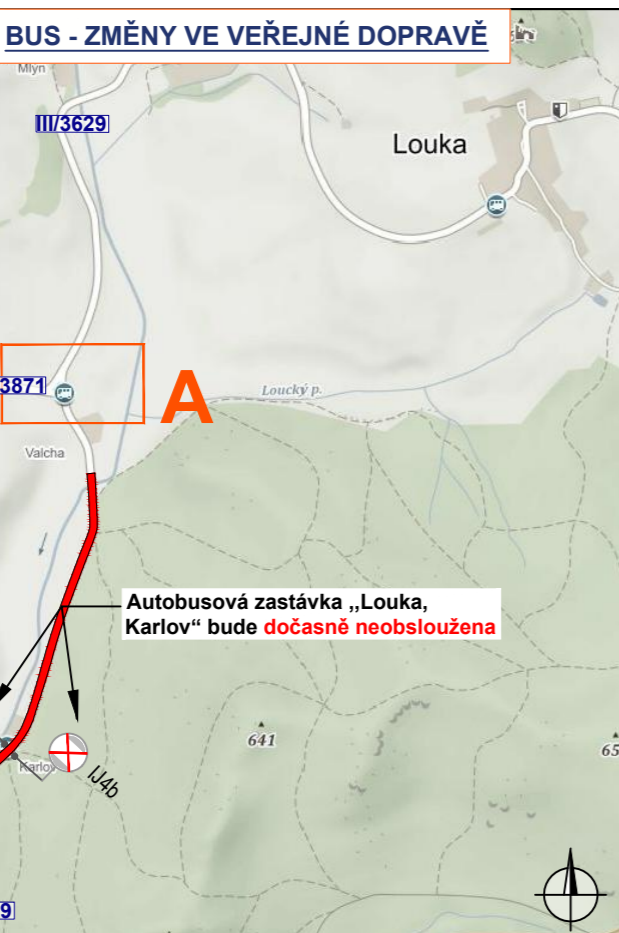 BUS - ZMĚNY VE VEŘEJNÉ DOPRAVĚ
Mlýn
III/3629
Louka
3871
A
Loucký p.
Valcha
Autobusová zastávka ,,Louka,
Karlov“ bude dočasně neobsloužena
641
65
Karlov
IJ4b
9